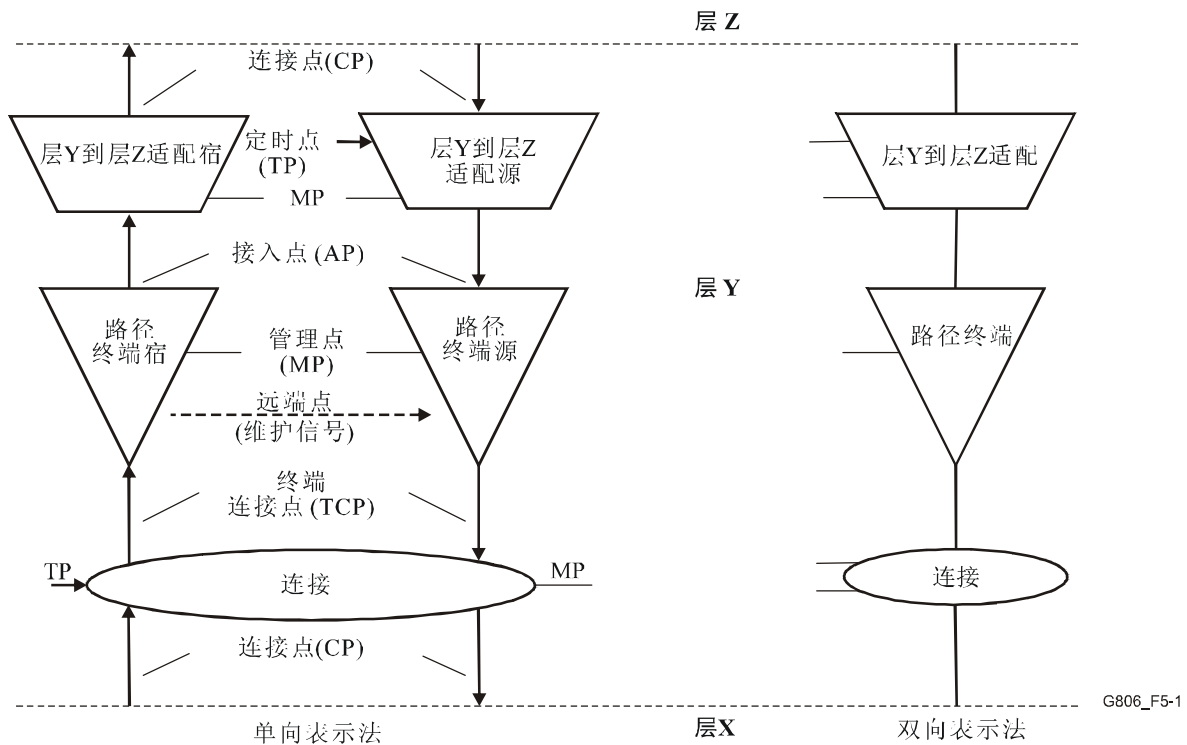 层 Z
连接点(CP)
层Y到层Z适配宿
定时点
(TP)
层Y到层Z
适配源
层Y到层Z适配
MP
接入点 (AP)
层 Y
路径
终端宿
管理点
(MP)
路径
终端源
路径终端
远端点
(维护信号)
终端
连接点 (TCP)
TP
连接
MP
连接
连接点(CP)
G806_F5-1
单向表示法
层X
双向表示法